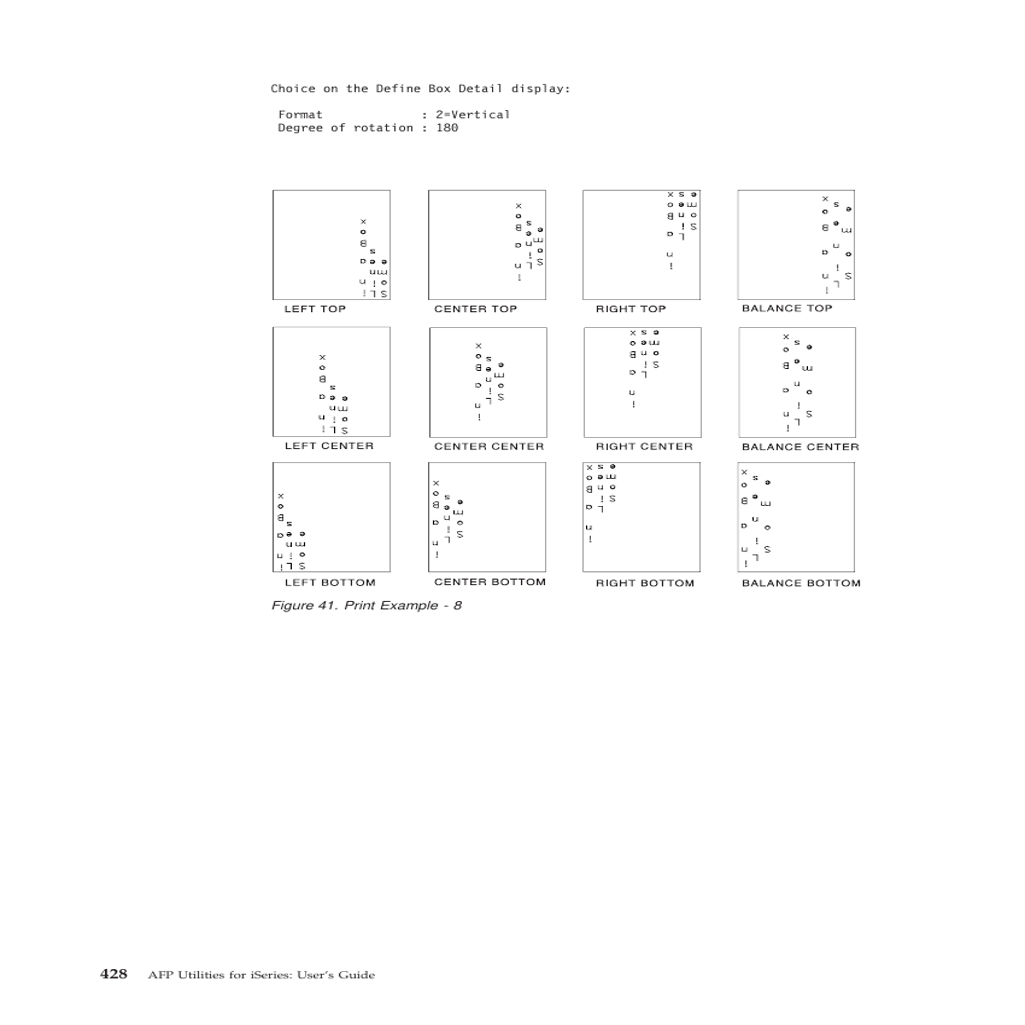 Choice on the Define Box Detail display:
Format : 2=Vertical
Degree of rotation : 180
LEFT TOP
CENTER TOP
RIGHT TOP
BALANCE TOP
LEFT CENTER
CENTER CENTER
RIGHT CENTER
BALANCE CENTER
LEFT BOTTOM
CENTER BOTTOM
RIGHT BOTTOM
BALANCE BOTTOM
Figure 41. Print Example - 8
428 AFP Utilities for iSeries: User's Guide